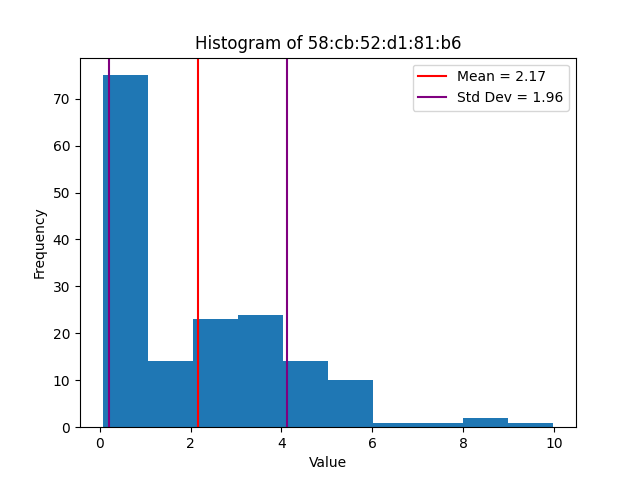 Histogram of 58:cb:52:d1:81:b6
Mean = 2.17
Std Dev = 1.96
70
60
50
40
30
20
10
0
Frequency
0 2 4 6 8 10
Value